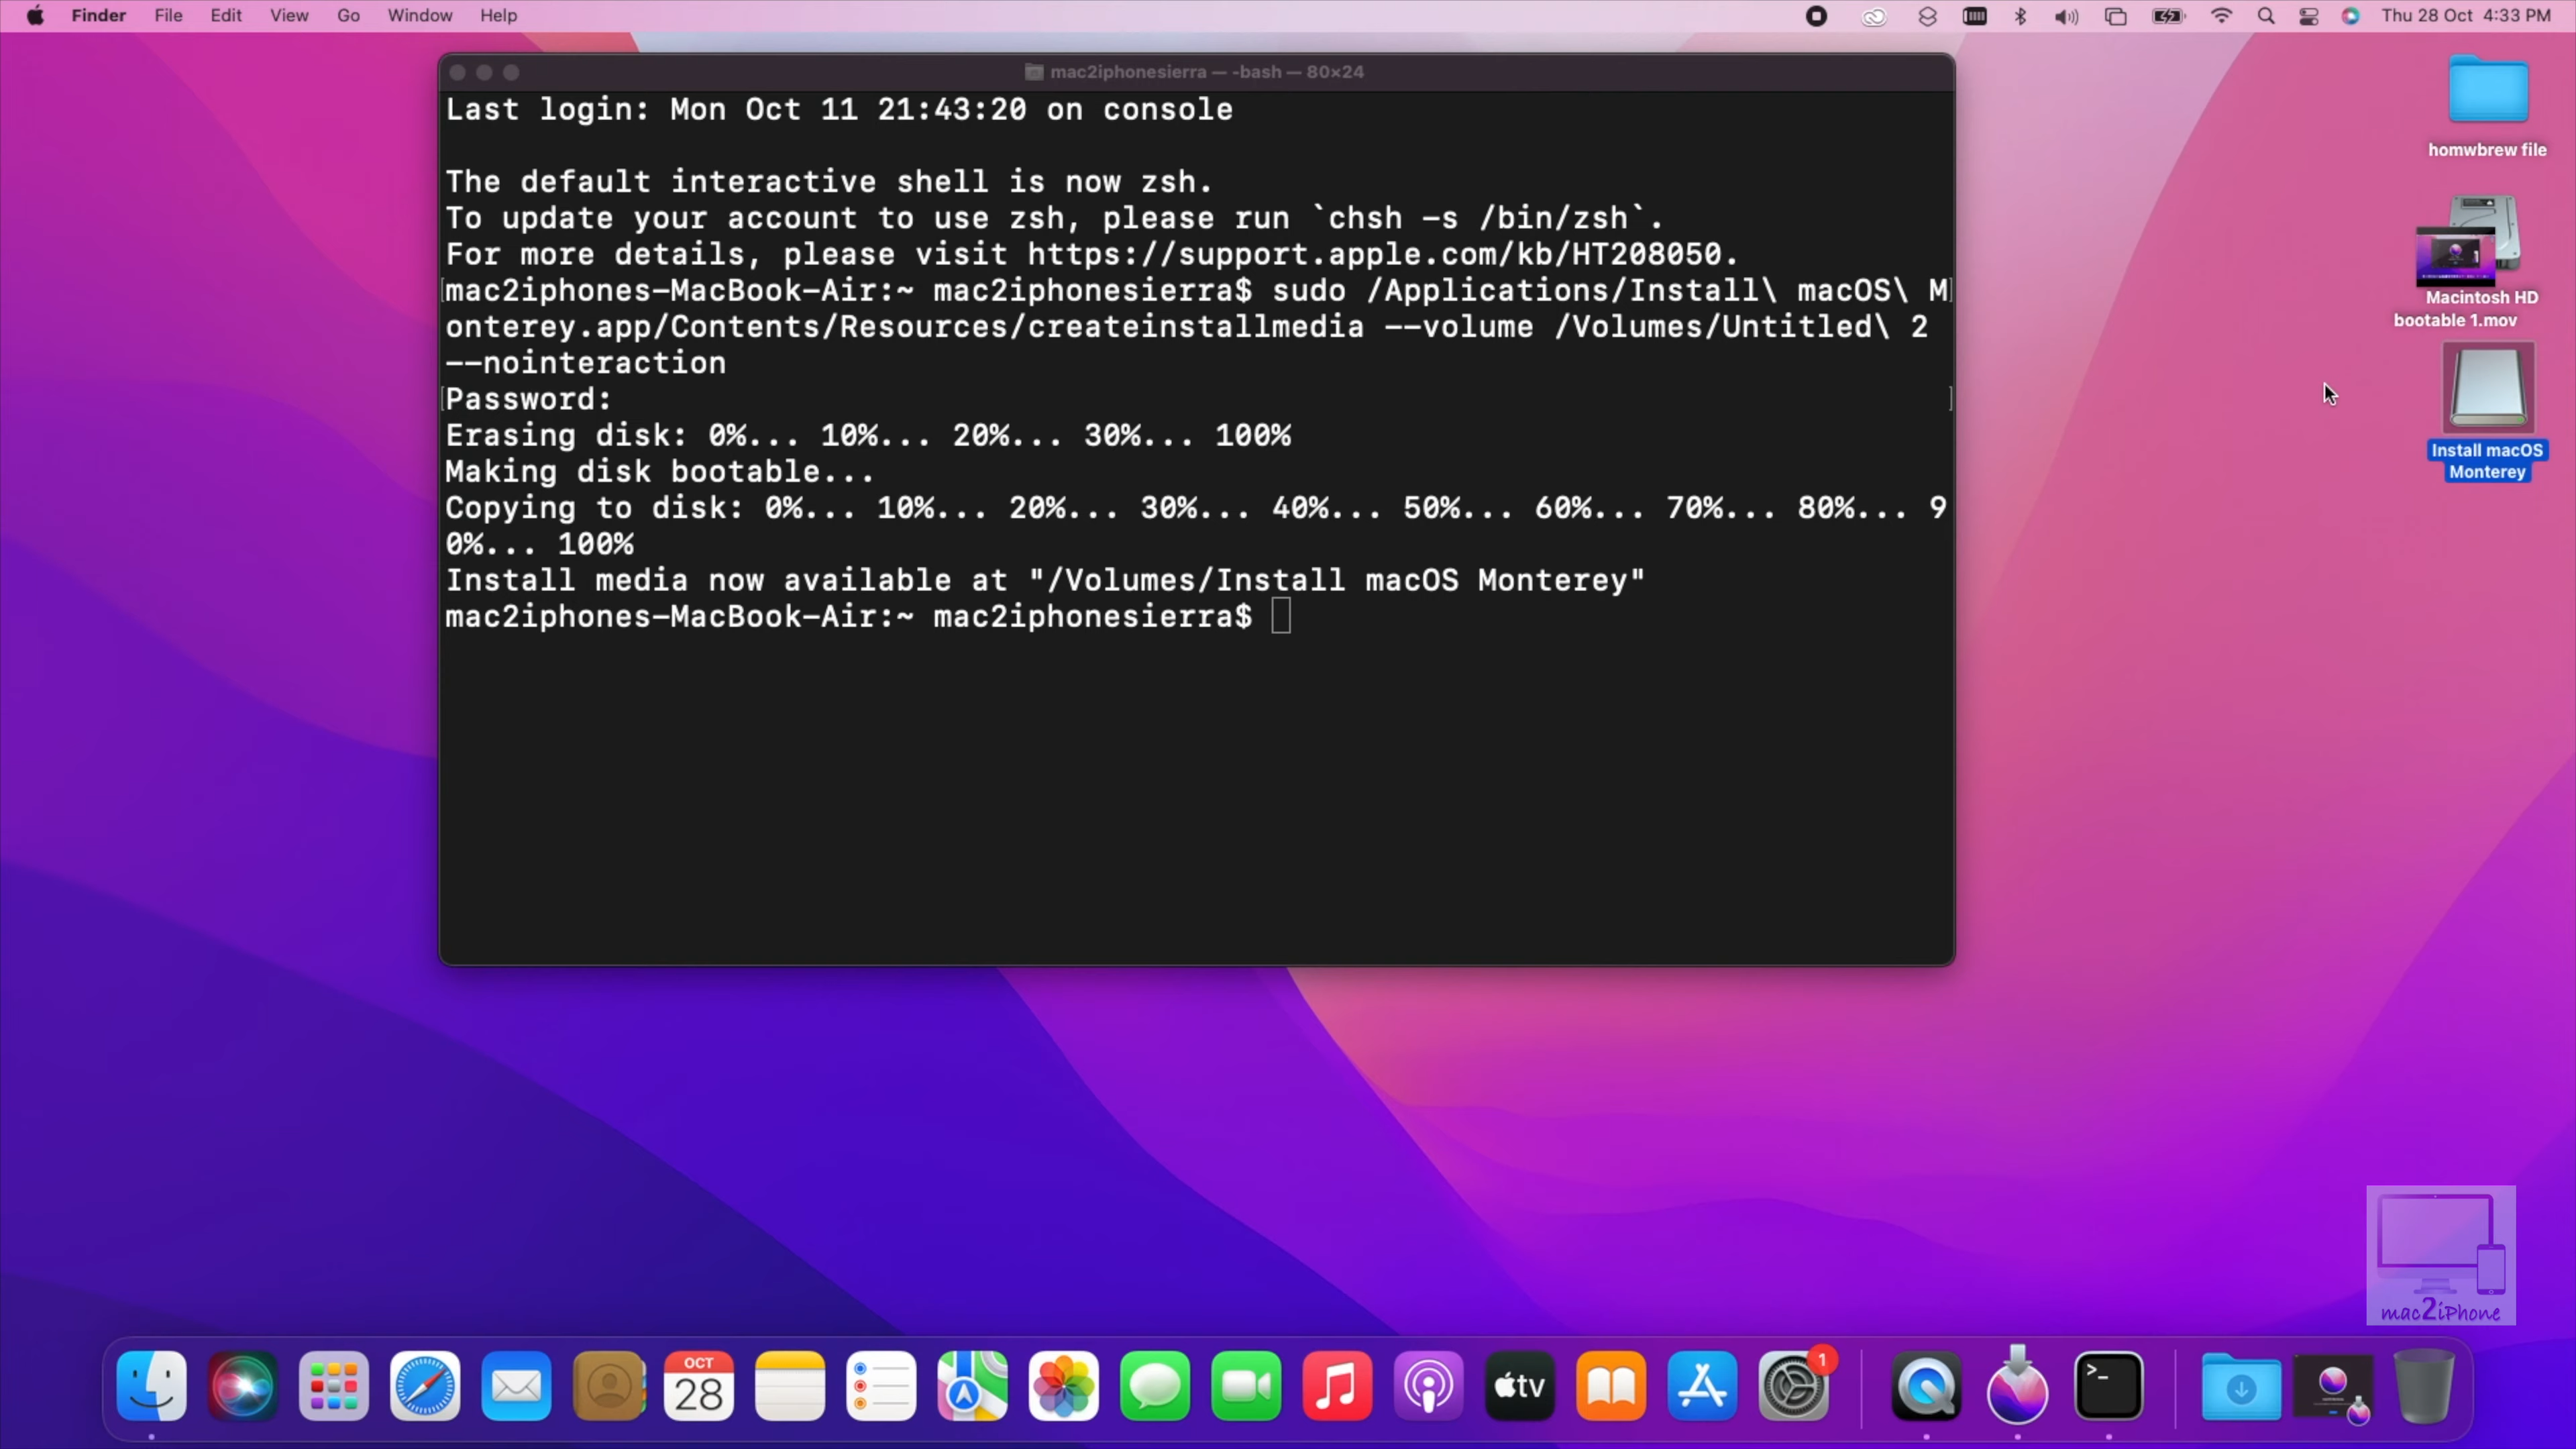 Finder File Edit View Go Window Help
Thu 28 Oct 4:33 PM
mac2iphonesierra — -bash — 80×24
Last login: Mon Oct 11 21:43:20 on console
The default interactive shell is now zsh.
To update your account to use zsh, please run `chsh -s /bin/zsh`.
For more details, please visit https://support.apple.com/kb/HT208050.
[mac2iphones-MacBook-Air:~ mac2iphonesierra$ sudo /Applications/Install\ macOS\ M]
onterey.app/Contents/Resources/createinstallmedia --volume /Volumes/Untitled\ 2
--nointeraction
[Password: ]
Erasing disk: 0%... 10%... 20%... 30%... 100%
Making disk bootable...
Copying to disk: 0%... 10%... 20%... 30%... 40%... 50%... 60%... 70%... 80%... 9
0%... 100%
Install media now available at "/Volumes/Install macOS Monterey"
mac2iphones-MacBook-Air:~ mac2iphonesierra$
homwbrew file
Macintosh HD
bootable 1.mov
Install macOS
Monterey
mac2iPhone
OCT
28
tv
1
>_